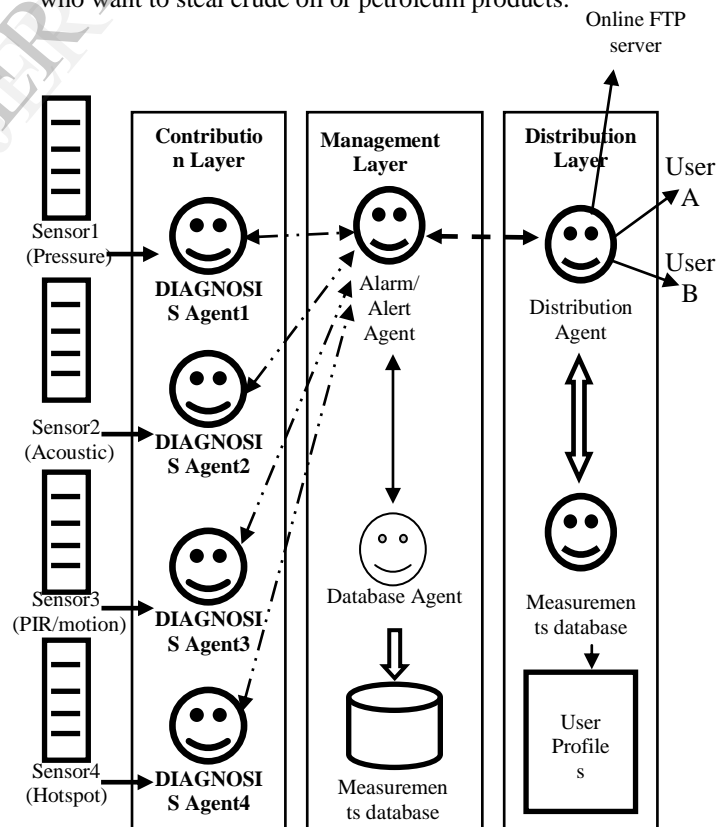 who want to steal crude oil or petroleum products.
Online FTP
server
Contributio
n Layer
Management
Layer
Distribution
Layer
User
A
Sensor1
(Pressure)
DIAGNOSI
S Agent1
Alarm/
Alert
Agent
User
B
Distribution
Agent
Sensor2
(Acoustic)
DIAGNOSI
S Agent2
Sensor3
(PIR/motion)
DIAGNOSI
S Agent3
Database Agent
Measuremen
ts database
Sensor4
(Hotspot)
DIAGNOSI
S Agent4
Measuremen
ts database
User
Profile
s